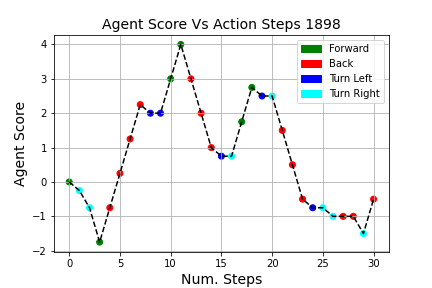 Agent Score Vs Action Steps 1898
Agent Score
4
3
2
1
0
−1
−2
Forward
Back
Turn Left
Turn Right
0 5 10 15 20 25 30
Num. Steps